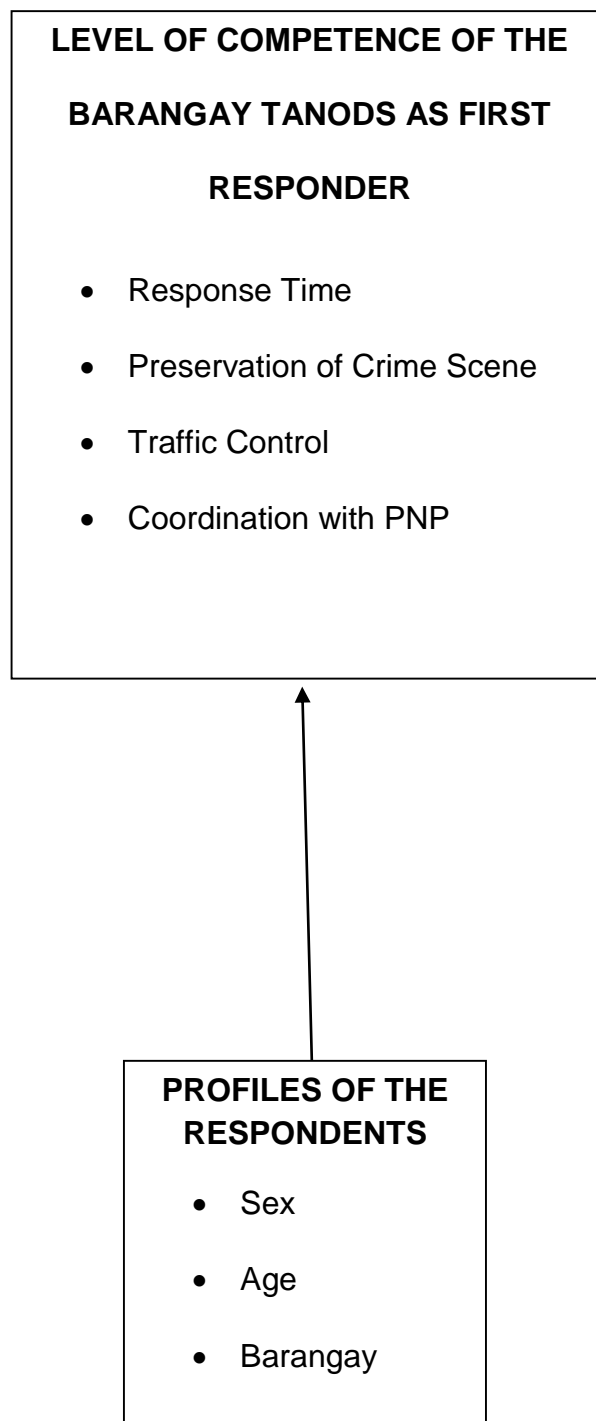 LEVEL OF COMPETENCE OF THE
BARANGAY TANODS AS FIRST
RESPONDER
• Response Time
• Preservation of Crime Scene
• Traffic Control
• Coordination with PNP
PROFILES OF THE
RESPONDENTS
• Sex
• Age
• Barangay